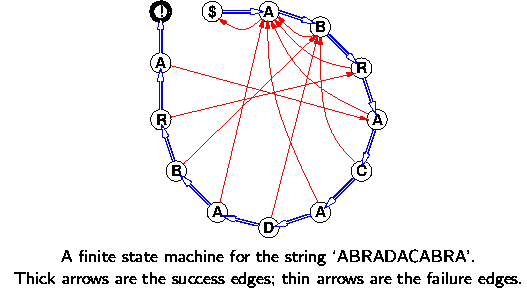 ! $ A
B
A R
R A
B C
A A
D
A finite state machine for the string ‘ABRADACABRA’.
Thick arrows are the success edges; thin arrows are the failure edges.